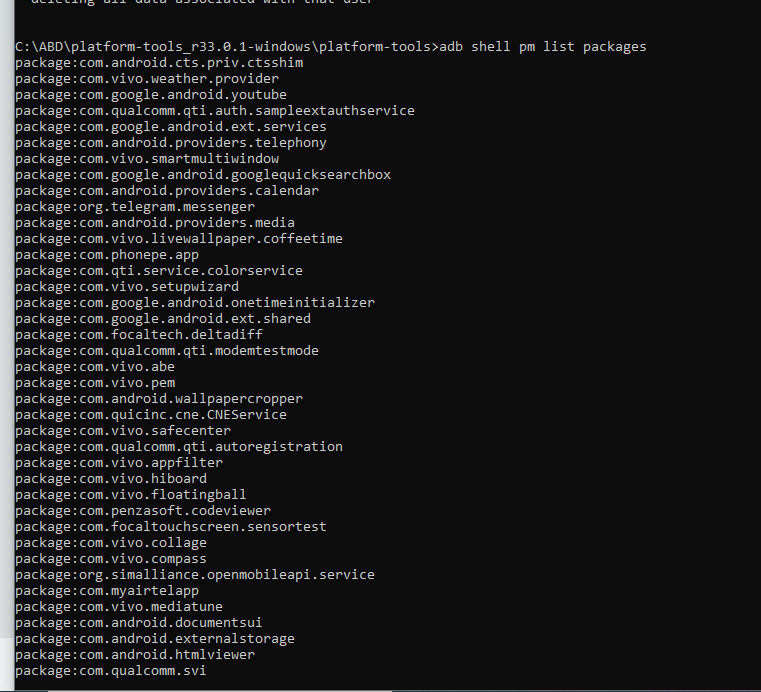 deleting all data associated with that user
C:\ABD\platform-tools_r33.0.1-windows\platform-tools>adb shell pm list packages
package:com.android.cts.priv.ctsshim
package:com.vivo.weather.provider
package:com.google.android.youtube
package:com.qualcomm.qti.auth.sampleextauthservice
package:com.google.android.ext.services
package:com.android.providers.telephony
package:com.vivo.smartmultiwindow
package:com.google.android.googlequicksearchbox
package:com.android.providers.calendar
package:org.telegram.messenger
package:com.android.providers.media
package:com.vivo.livewallpaper.coffeetime
package:com.phonepe.app
package:com.qti.service.colorservice
package:com.vivo.setupwizard
package:com.google.android.onetimeinitializer
package:com.google.android.ext.shared
package:com.focaltech.deltadiff
package:com.qualcomm.qti.modemtestmode
package:com.vivo.abe
package:com.vivo.pem
package:com.android.wallpapercropper
package:com.quicinc.cne.CNEService
package:com.vivo.safecenter
package:com.qualcomm.qti.autoregistration
package:com.vivo.appfilter
package:com.vivo.hiboard
package:com.vivo.floatingball
package:com.penzasoft.codeviewer
package:com.focaltouchscreen.sensortest
package:com.vivo.collage
package:com.vivo.compass
package:org.simalliance.openmobileapi.service
package:com.myairtelapp
package:com.vivo.mediatune
package:com.android.documentsui
package:com.android.externalstorage
package:com.android.htmlviewer
package:com.qualcomm.svi